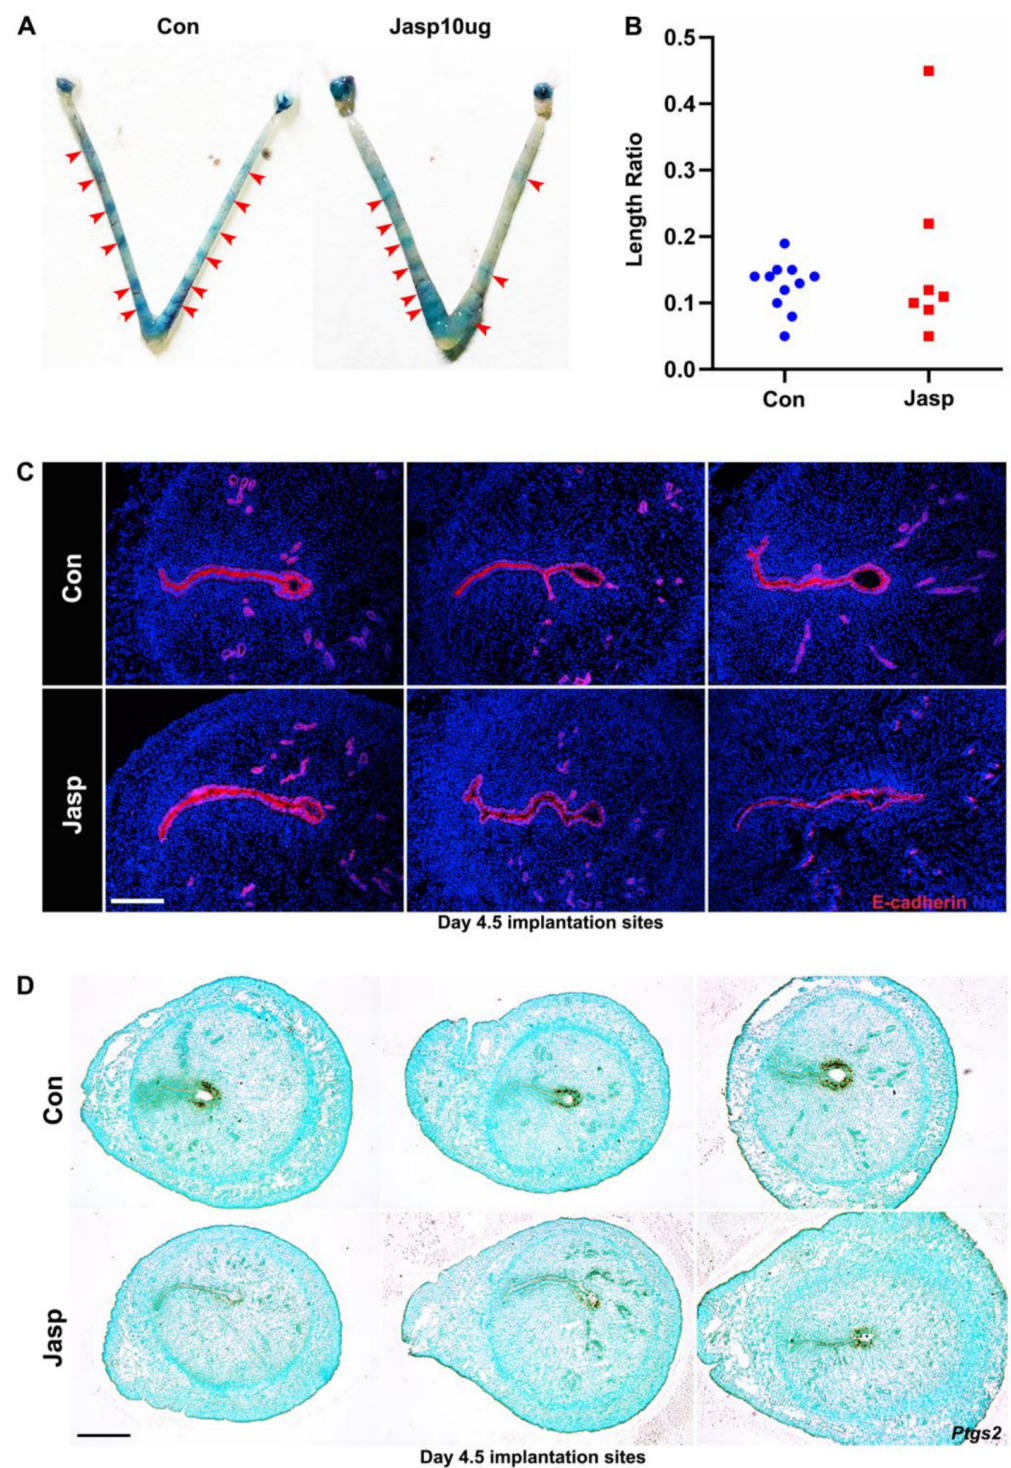 A
Con
Jasp10ug
B
0.5
0.4
0.3
0.2
0.1
0.0
Length Ratio
Con
Jasp
C
Con
Jasp
E-cadherin Nu
Day 4.5 implantation sites
D
Con
Jasp
Ptgs2
Day 4.5 implantation sites